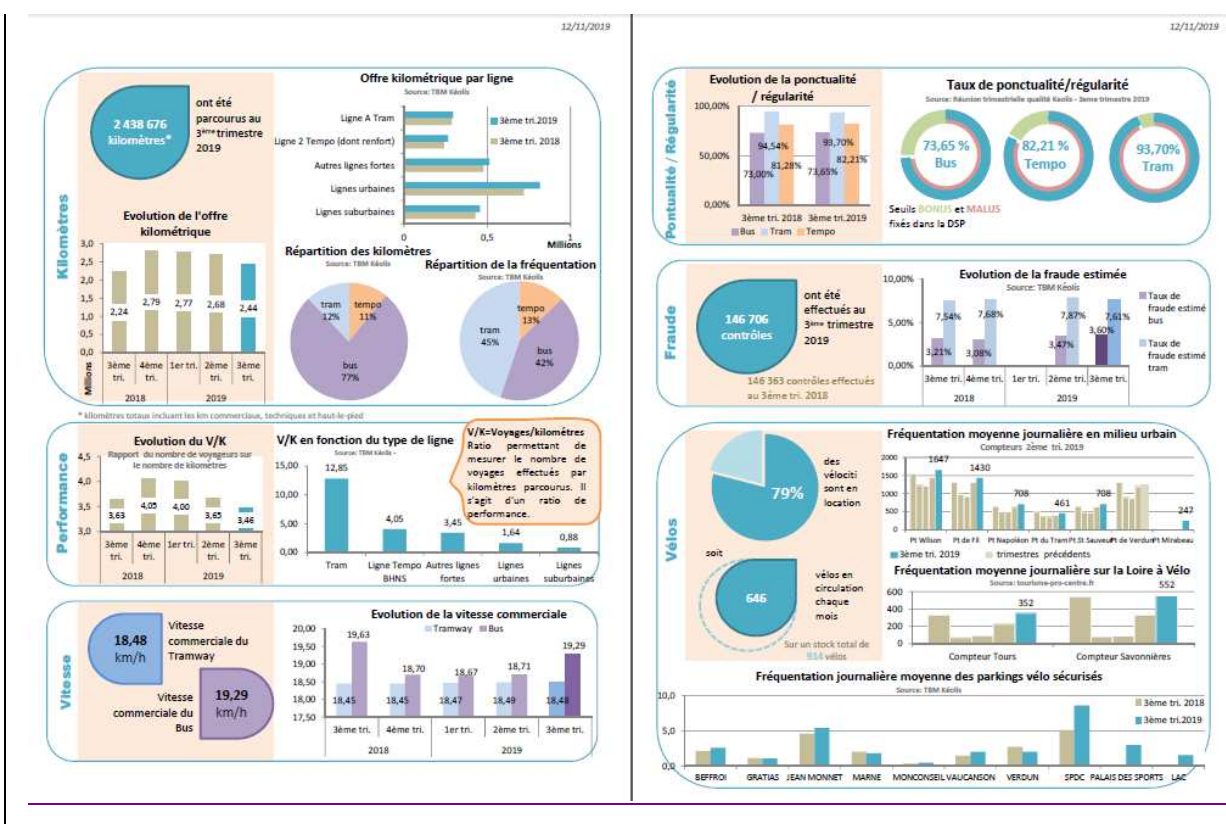 12/11/2019
Kilomètres
2 438 676
kilomètres*
ont été
parcourus au
3ème trimestre
2019
Offre kilométrique par ligne
Source: TBM Kéolis
Ligne A Tram
Ligne 2 Tempo (dont renfort)
Autres lignes fortes
Lignes urbaines
Lignes suburbaines
3ème tri.2019
3ème tri. 2018
0
0,5
1
Millions
Evolution de l'offre
kilométrique
3,0
2,5
2,0
1,5
1,0
0,5
0,0
Millions
2,24
2,79
2,77
2,68
2,44
3ème tri.
4ème tri.
1er tri.
2ème tri.
3ème tri.
2018
2019
Répartition des kilomètres
Source: TBM Kéolis
tram
12%
tempo
11%
bus
77%
Répartition de la fréquentation
Source: TBM Kéolis
tempo
13%
tram
45%
bus
42%
* kilomètres totaux incluant les km commerciaux, techniques et haut-le-pied
Performance
Evolution du V/K
Rapport du nombre de voyageurs sur
le nombre de kilomètres
4,5
4,0
3,5
3,0
3,63
4,05
4,00
3,65
3,46
3ème tri.
4ème tri.
1er tri.
2ème tri.
3ème tri.
2018
2019
V/K en fonction du type de ligne
Source: TBM Kéolis -
15,00
10,00
5,00
0,00
12,85
4,05
3,45
1,64
0,88
Tram
Ligne Tempo
BHNS
Autres lignes
fortes
Lignes
urbaines
Lignes
suburbaines
V/K=Voyages/kilomètres
Ratio permettant de
mesurer le nombre de
voyages effectués par
kilomètres parcourus. Il
s'agit d'un ratio de
performance.
Vitesse
18,48
km/h
Vitesse
commerciale du
Tramway
Vitesse
commerciale du
Bus
19,29
km/h
Evolution de la vitesse commerciale
Tramway
Bus
20,00
19,50
19,00
18,50
18,00
17,50
18,45
19,63
18,45
18,70
18,47
18,67
18,49
18,71
18,48
19,29
3ème tri.
4ème tri.
1er tri.
2ème tri.
3ème tri.
2018
2019
12/11/2019
Pontualité / Régularité
Evolution de la ponctualité
/ régularité
100,00%
50,00%
0,00%
73,00%
94,54%
81,28%
73,65%
93,70%
82,21%
3ème tri. 2018
3ème tri.2019
Bus
Tram
Tempo
Taux de ponctualité/régularité
Source: Réunion trimestrielle qualité Keolis - 3eme trimestre 2019
73,65 %
Bus
82,21 %
Tempo
93,70%
Tram
Seuils BONUS et MALUS
fixés dans la DSP
Fraude
146 706
contrôles
ont été
effectués au
3ème trimestre
2019
146 363 contrôles effectués
au 3ème tri. 2018
Evolution de la fraude estimée
Source: TBM Kéolis
10,00%
5,00%
0,00%
3,21%
7,54%
3,08%
7,68%
3,47%
7,87%
3,60%
7,61%
3ème tri.
4ème tri.
1er tri.
2ème tri.
3ème tri.
2018
2019
Taux de
fraude estimé
bus
Taux de
fraude estimé
tram
Vélos
79%
des
vélociti
sont en
location
soit
646
vélos en
circulation
chaque
mois
Sur un stock total de
814 vélos
Fréquentation moyenne journalière en milieu urbain
Compteurs 2ème tri. 2019
2000
1500
1000
500
0
1647
1430
708
461
708
247
Pt Wilson
Pt de Fil
Pt Napoléon
Pt du Tram
Pt St Sauveur
Pt de Verdun
Pt Mirabeau
3ème tri. 2019
trimestres précédents
Fréquentation moyenne journalière sur la Loire à Vélo
Source: tourisme-pro-centre.fr
600
400
200
0
352
552
Compteur Tours
Compteur Savonnières
Fréquentation journalière moyenne des parkings vélo sécurisés
Source: TBM Kéolis
10,0
5,0
0,0
3ème tri. 2018
3ème tri.2019
BEFFROI
GRATIAS
JEAN MONNET
MARNE
MONCONSEIL
VAUCANSON
VERDUN
SPDC
PALAIS DES SPORTS
LAC